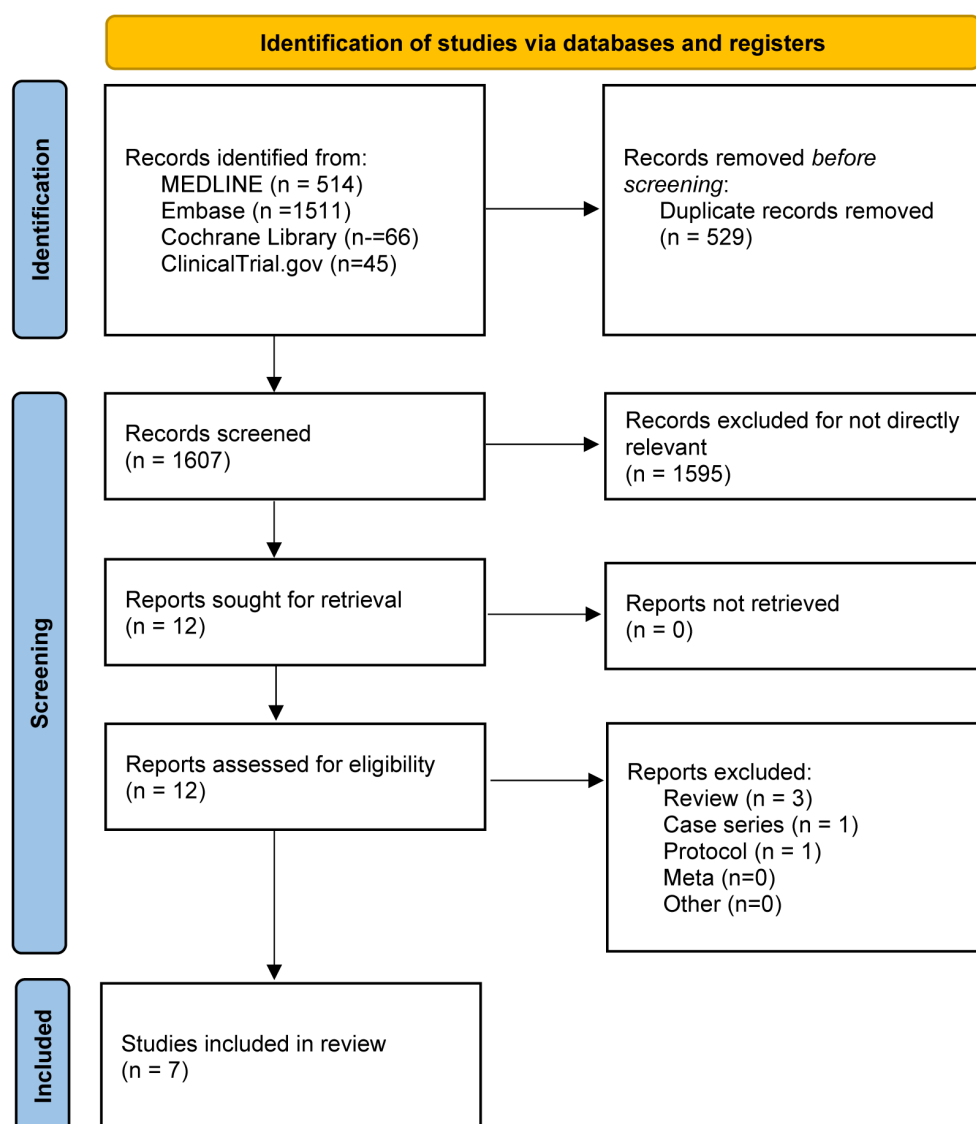 Identification of studies via databases and registers
Identification
Records identified from:
MEDLINE (n = 514)
Embase (n =1511)
Cochrane Library (n-=66)
ClinicalTrial.gov (n=45)
Records removed before
screening:
Duplicate records removed
(n = 529)
Screening
Records screened
(n = 1607)
Records excluded for not directly
relevant
(n = 1595)
Reports sought for retrieval
(n = 12)
Reports not retrieved
(n = 0)
Reports assessed for eligibility
(n = 12)
Reports excluded:
Review (n = 3)
Case series (n = 1)
Protocol (n = 1)
Meta (n=0)
Other (n=0)
Included
Studies included in review
(n = 7)